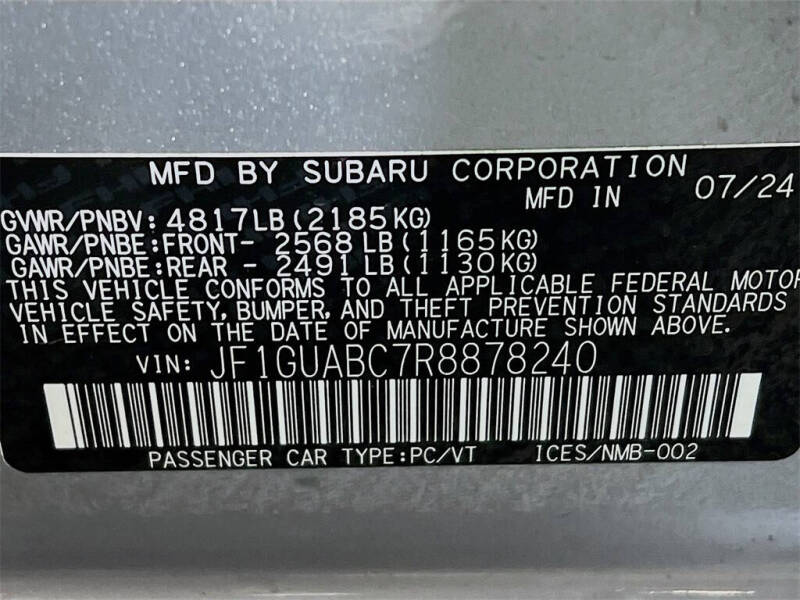 MFD BY SUBARU CORPORATION
MFD IN 07/24
GVWR/PNBV: 4817LB(2185KG)
GAWR/PNBE:FRONT- 2568 LB(1165KG)
GAWR/PNBE:REAR - 2491 LB(1130KG)
THIS VEHICLE CONFORMS TO ALL APPLICABLE FEDERAL MOTOR
VEHICLE SAFETY, BUMPER, AND THEFT PREVENTION STANDARDS
IN EFFECT ON THE DATE OF MANUFACTURE SHOWN ABOVE.
VIN: JF1GUABC7R8878240
PASSENGER CAR TYPE:PC/VT ICES/NMB-002